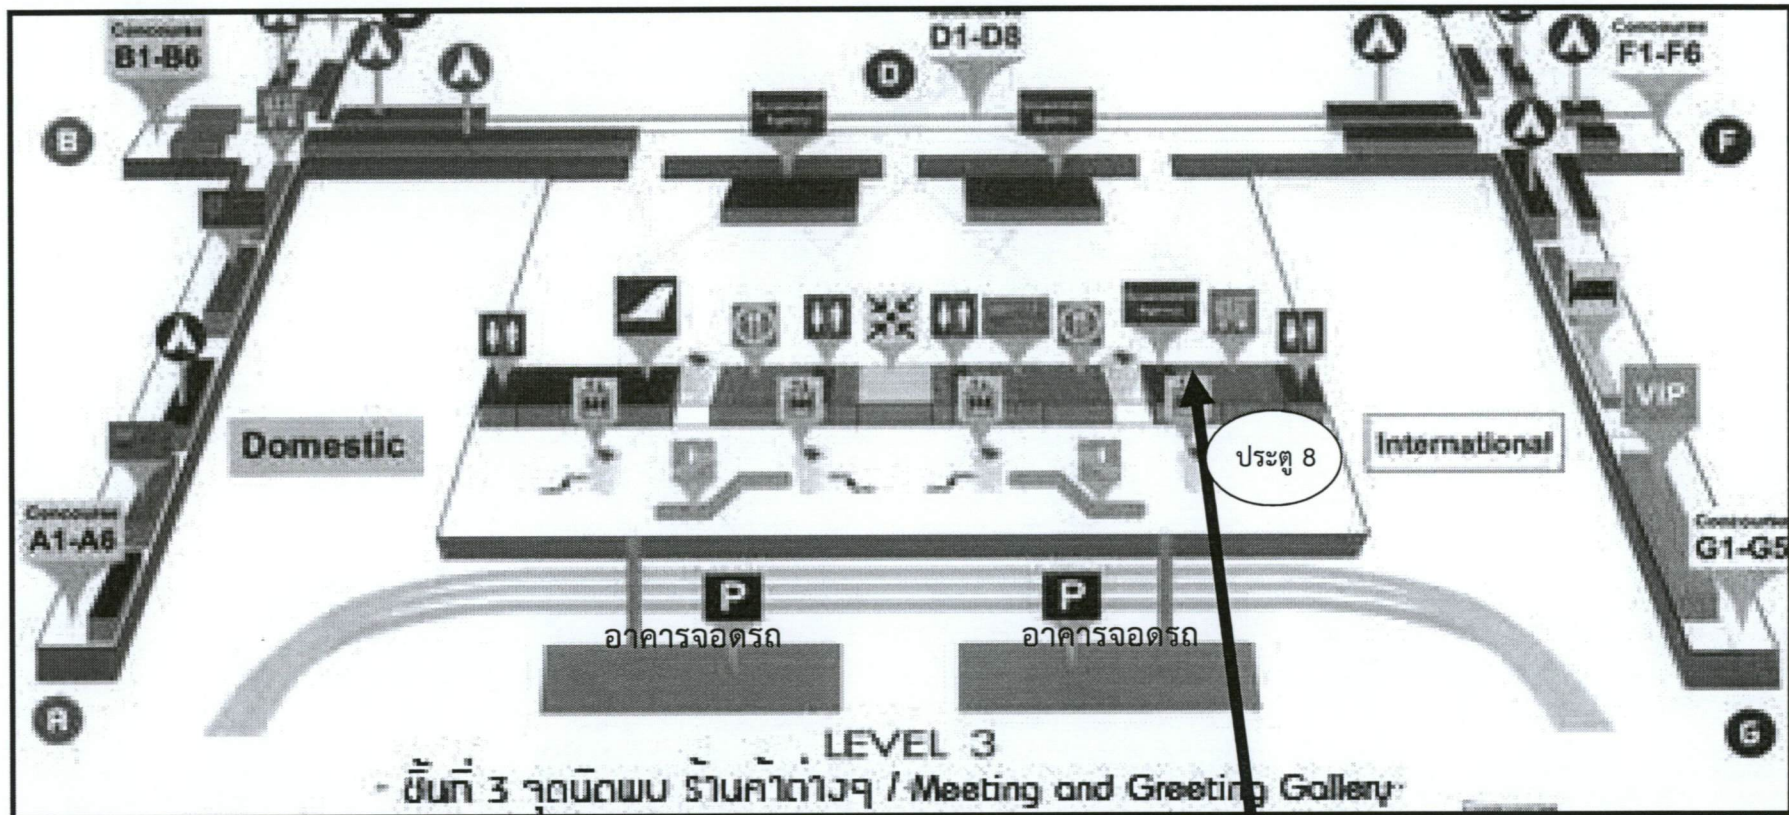 Concourse
B1-B6
D1-D8
Concourse
F1-F6
D
B
F
VIP
Domestic
ประตู 8
International
Concourse
A1-A6
Concourse
G1-G5
P
P
อาคารจอดรถ
อาคารจอดรถ
A
G
LEVEL 3
ชั้นที่ 3 จุดนัดพบ ร้านค้าต่างๆ / Meeting and Greeting Gallery